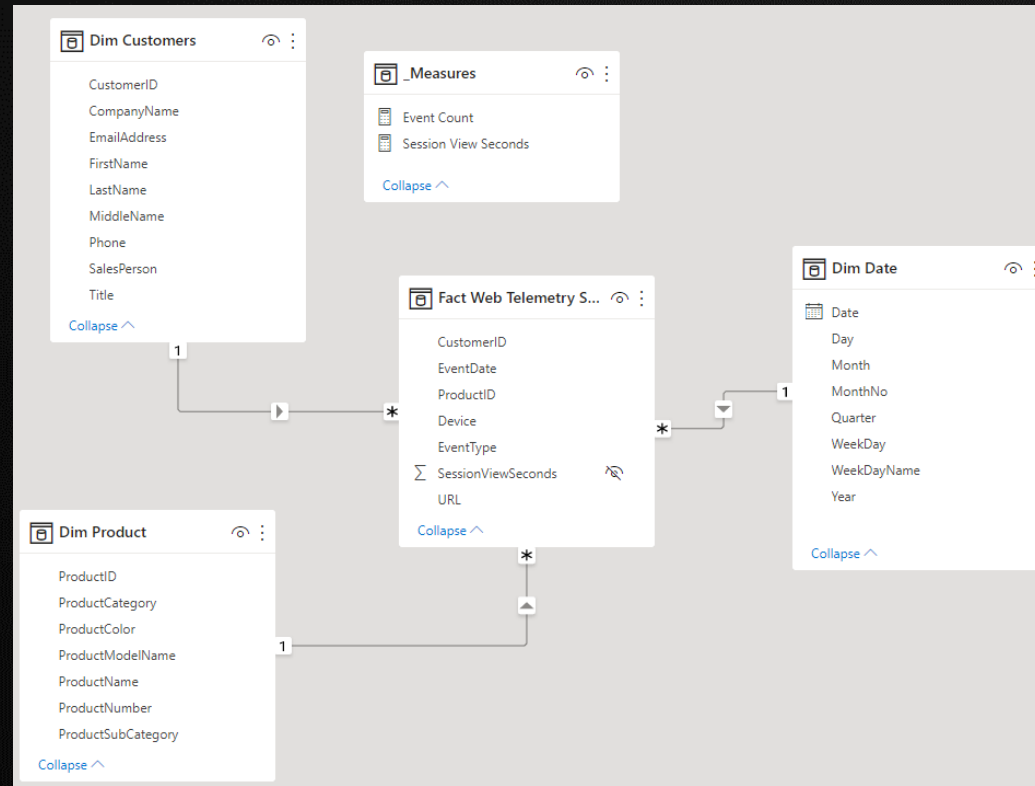 Dim Customers
CustomerID
CompanyName
EmailAddress
FirstName
LastName
MiddleName
Phone
SalesPerson
Title
Collapse
1
_Measures
Event Count
Session View Seconds
Collapse
Fact Web Telemetry S...
CustomerID
EventDate
ProductID
Device
EventType
SessionViewSeconds
URL
Collapse
*
*
*
Dim Date
Date
Day
Month
MonthNo
Quarter
WeekDay
WeekDayName
Year
Collapse
1
Dim Product
ProductID
ProductCategory
ProductColor
ProductModelName
ProductName
ProductNumber
ProductSubCategory
Collapse
1